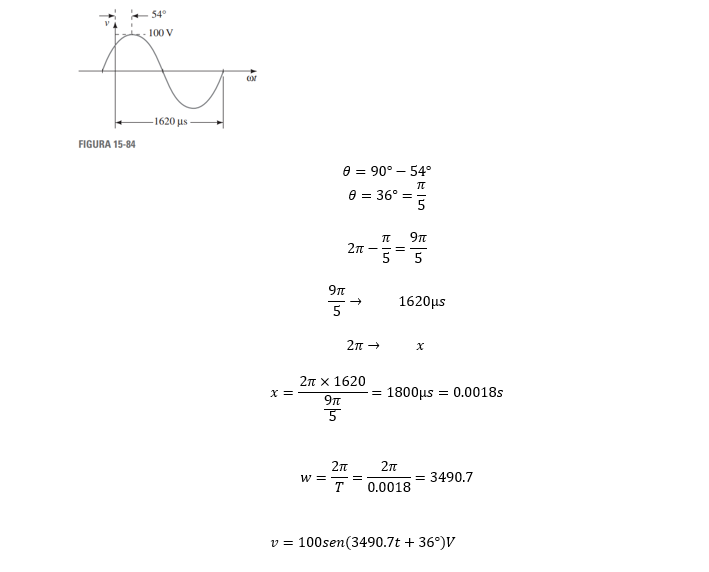 54°
v
100 V
ωt
1620 μs
FIGURA 15-84
θ = 90° − 54°
θ = 36° = π/5
2π − π/5 = 9π/5
9π/5 → 1620μs
2π → x
x = (2π × 1620)/(9π/5) = 1800μs = 0.0018s
w = 2π/T = 2π/0.0018 = 3490.7
v = 100sen(3490.7t + 36°)V